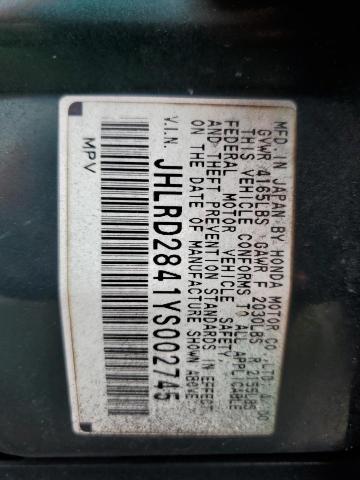 MFD. IN JAPAN BY HONDA MOTOR CO., LTD. 4/00
GVWR 4165LBS GAWR F 2030LBS R 2155LBS
THIS VEHICLE CONFORMS TO ALL APPLICABLE
FEDERAL MOTOR VEHICLE SAFETY
AND THEFT PREVENTION STANDARDS IN EFFECT
ON THE DATE OF MANUFACTURE SHOWN ABOVE.
V.I.N. JHLRD2841YS002745
MPV